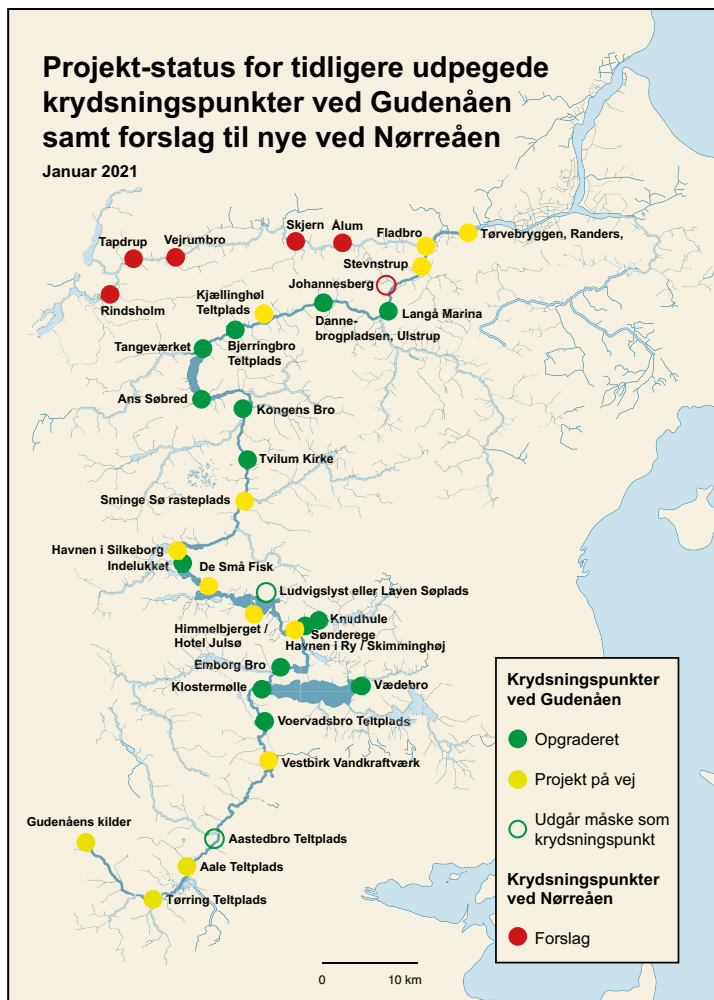 Projekt-status for tidligere udpegede
krydsningspunkter ved Gudenåen
samt forslag til nye ved Nørreåen
Januar 2021
Skjern
Ålum
Fladbro
Tørvebryggen, Randers,
Tapdrup
Vejrumbro
Stevnstrup
Johannesberg
Rindsholm
Kjællinghøl
Teltplads
Langå Marina
Danne-
brogpladsen, Ulstrup
Tangeværket
Bjerringbro
Teltplads
Ans Søbred
Kongens Bro
Tvilum Kirke
Sminge Sø rasteplads
Havnen i Silkeborg
Indelukket
De Små Fisk
Ludvigslyst eller Laven Søplads
Knudhule
Himmelbjerget /
Hotel Julsø
Sønderege
Havnen i Ry / Skimminghøj
Emborg Bro
Klostermølle
Vædebro
Voervadsbro Teltplads
Vestbirk Vandkraftværk
Gudenåens kilder
Aastedbro Teltplads
Aale Teltplads
Tørring Teltplads
Krydsningspunkter
ved Gudenåen
Opgraderet
Projekt på vej
Udgår måske som
krydsningspunkt
Krydsningspunkter
ved Nørreåen
Forslag
0
10 km